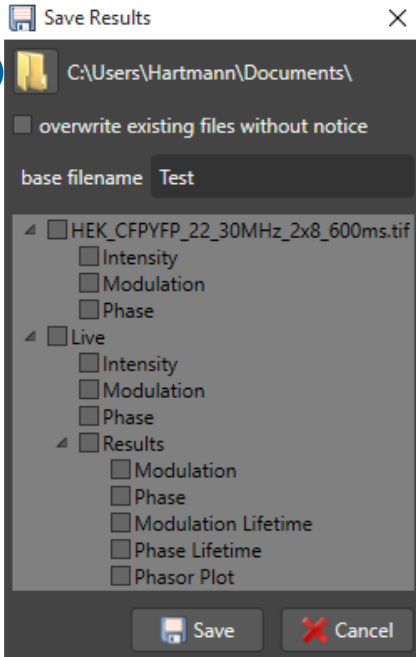 Save Results
C:\Users\Hartmann\Documents\
overwrite existing files without notice
base filename Test
HEK_CFPYFP_22_30MHz_2x8_600ms.tif
Intensity
Modulation
Phase
Live
Intensity
Modulation
Phase
Results
Modulation
Phase
Modulation Lifetime
Phase Lifetime
Phasor Plot
Save Cancel